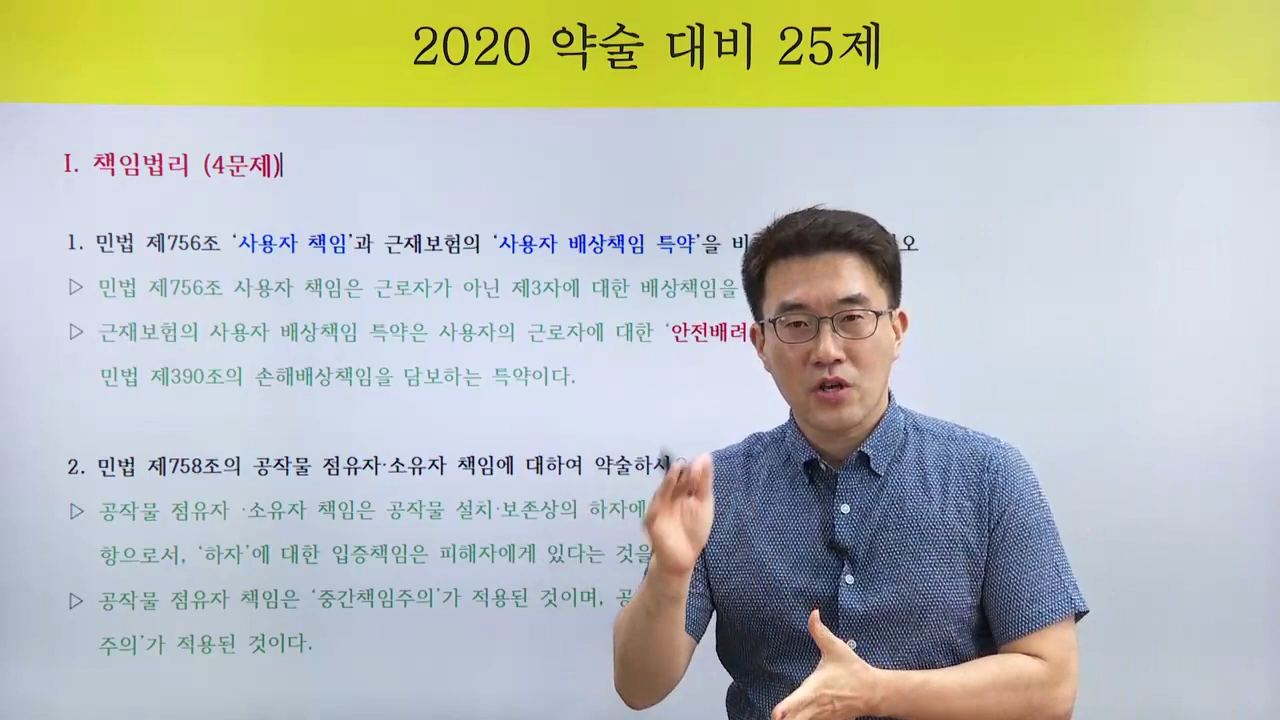 2020 약술 대비 25제
Ⅰ. 책임법리 (4문제)
1. 민법 제756조 '사용자 책임'과 근재보험의 '사용자 배상책임 특약'을 비 오
▷ 민법 제756조 사용자 책임은 근로자가 아닌 제3자에 대한 배상책임을
▷ 근재보험의 사용자 배상책임 특약은 사용자의 근로자에 대한 '안전배려
민법 제390조의 손해배상책임을 담보하는 특약이다.
2. 민법 제758조의 공작물 점유자·소유자 책임에 대하여 약술하시오
▷ 공작물 점유자 ·소유자 책임은 공작물 설치·보존상의 하자에
항으로서, '하자'에 대한 입증책임은 피해자에게 있다는 것을
▷ 공작물 점유자 책임은 '중간책임주의'가 적용된 것이며, 공
주의'가 적용된 것이다.